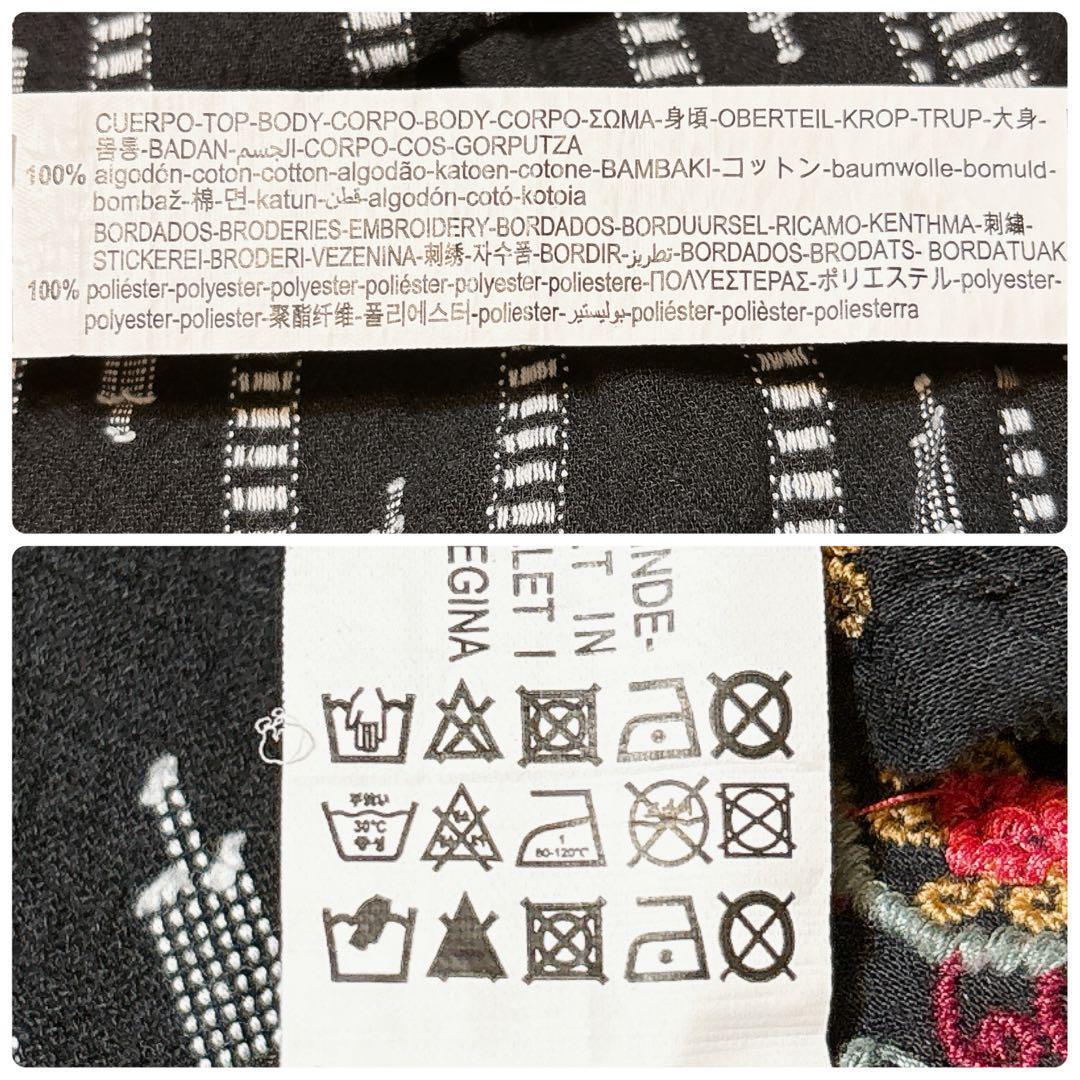 CUERPO-TOP-BODY-CORPO-BODY-CORPO-ΣΩΜΑ-身頃-OBERTEIL-KROP-TRUP-大身-
몸통-BADAN-الجسم-CORPO-COS-GORPUTZA
100% algodón-coton-cotton-algodão-katoen-cotone-BAMBAKI-コットン-baumwolle-bomuld-
bombaž-棉-면-katun-قطن-algodón-cotó-kotoia
BORDADOS-BRODERIES-EMBROIDERY-BORDADOS-BORDUURSEL-RICAMO-KENTHMA-刺繍-
STICKEREI-BRODERI-VEZENINA-刺绣-자수품-BORDIR-تطريز-BORDADOS-BRODATS- BORDATUAK
100% poliéster-polyester-polyester-poliéster-polyester-poliestere-ΠΟΛΥΕΣΤΕΡΑΣ-ポリエステル-polyester-
polyester-poliester-聚酯纤维-폴리에스터-poliester-بوليستير-poliéster-polièster-poliesterra
NDE-
T IN
LET I
EGINA
30℃
1
80-120℃